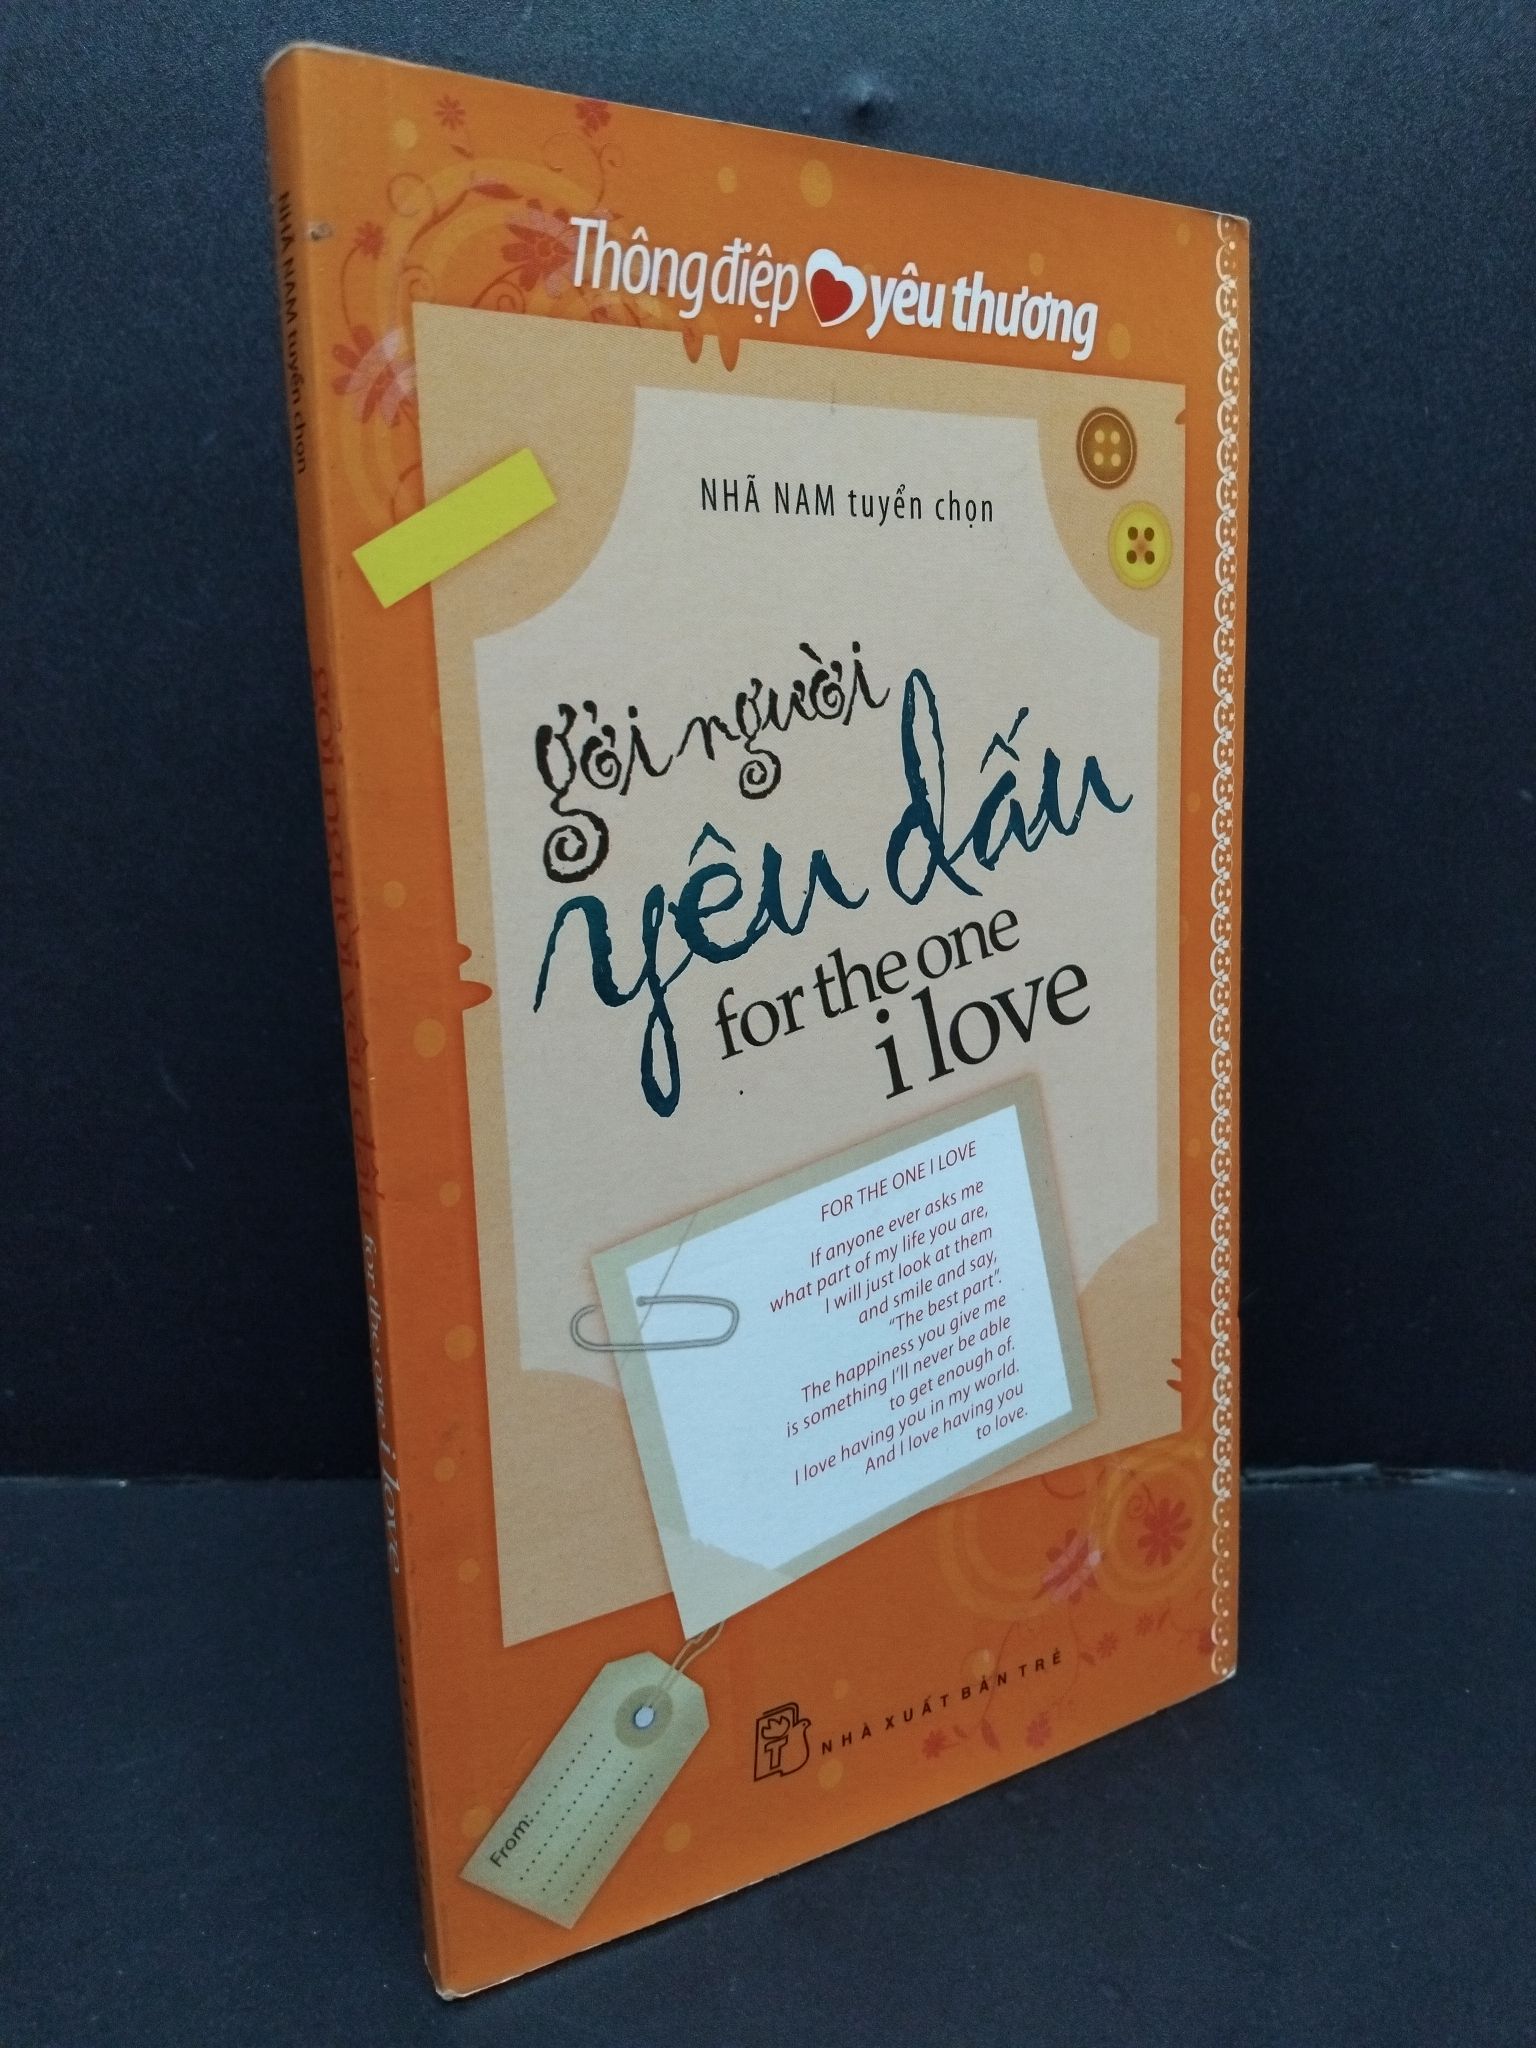 Thông điệp yêu thương
NHÃ NAM tuyển chọn
gởi người
yêu dấu
for the one
i love
FOR THE ONE I LOVE
If anyone ever asks me
what part of my life you are,
I will just look at them
and smile and say,
"The best part".
The happiness you give me
is something I'll never be able
to get enough of.
I love having you in my world.
And I love having you
to love.
From:
NHÀ XUẤT BẢN TRẺ
NHÃ NAM tuyển chọn
gởi người yêu dấu for the one i love